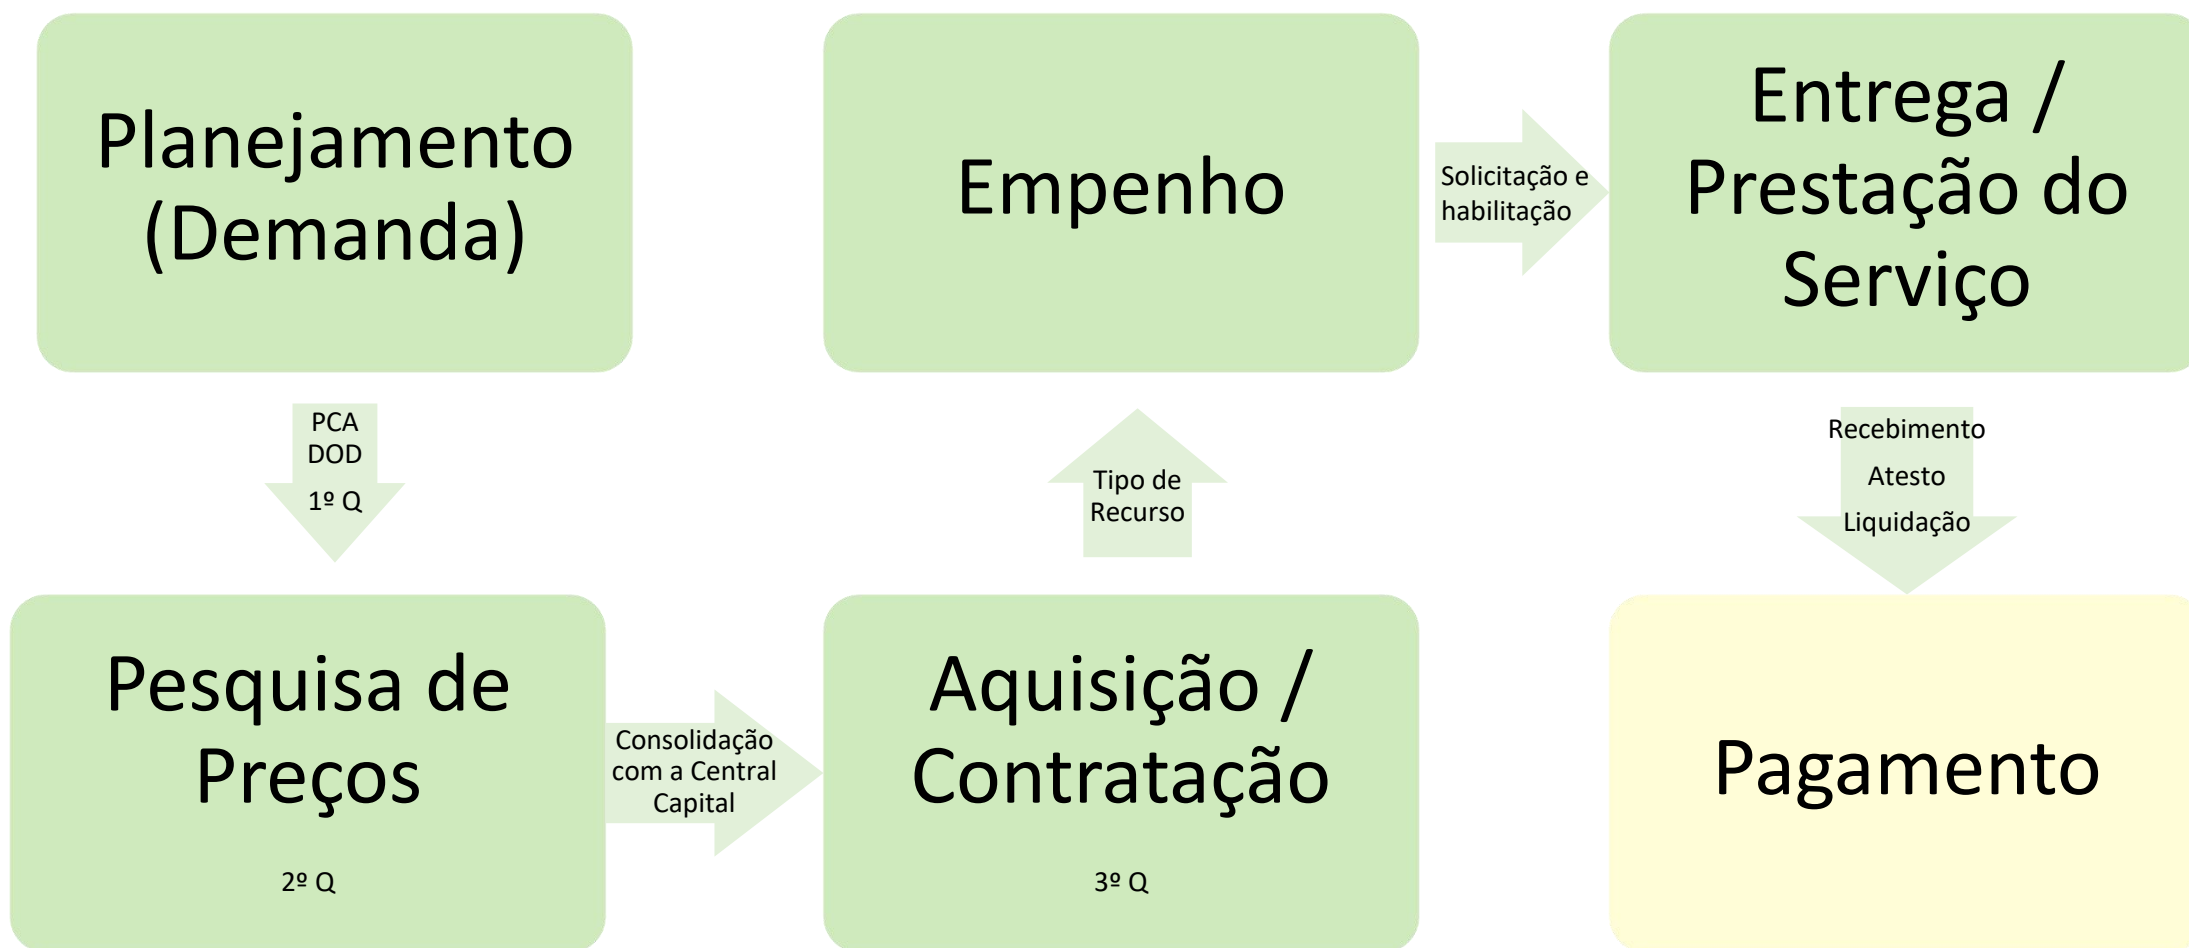 Planejamento
(Demanda)
PCA
DOD
1º Q
Pesquisa de
Preços
2º Q
Consolidação
com a Central
Capital
Aquisição /
Contratação
3º Q
Tipo de
Recurso
Empenho
Solicitação e
habilitação
Entrega /
Prestação do
Serviço
Recebimento
Atesto
Liquidação
Pagamento